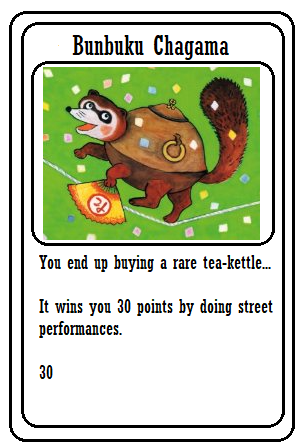 Bunbuku Chagama
You end up buying a rare tea-kettle...
It wins you 30 points by doing street
performances.
30